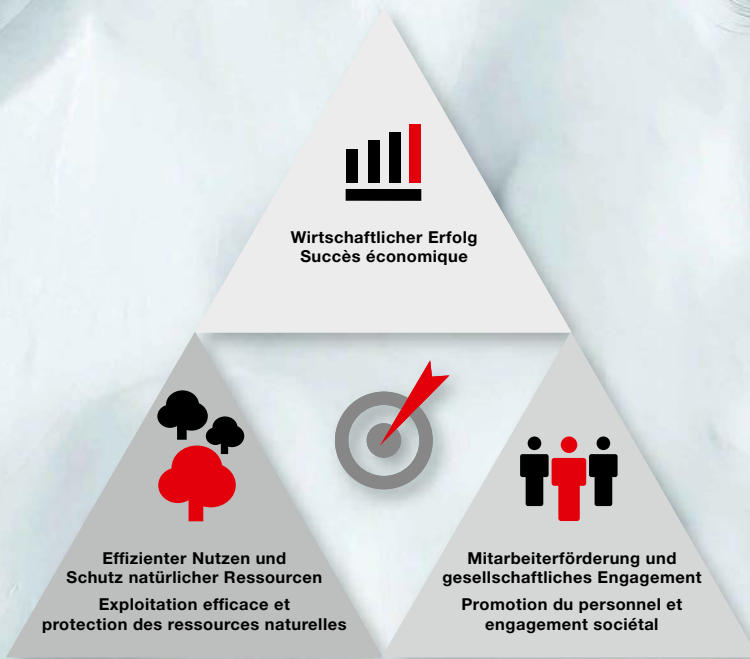 Wirtschaftlicher Erfolg
Succès économique
Effizienter Nutzen und
Schutz natürlicher Ressourcen
Exploitation efficace et
protection des ressources naturelles
Mitarbeiterförderung und
gesellschaftliches Engagement
Promotion du personnel et
engagement sociétal